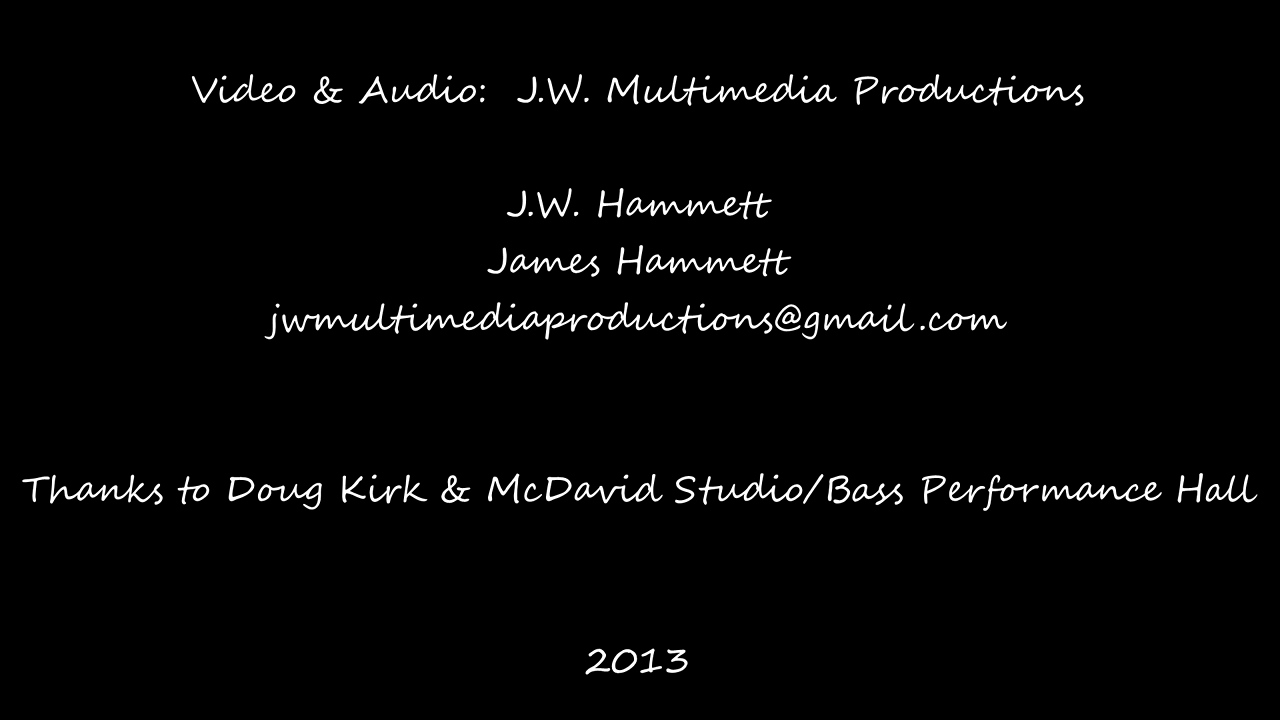 Video & Audio: J.W. Multimedia Productions
J.W. Hammett
James Hammett
jwmultimediaproductions@gmail.com
Thanks to Doug Kirk & McDavid Studio/Bass Performance Hall
2013